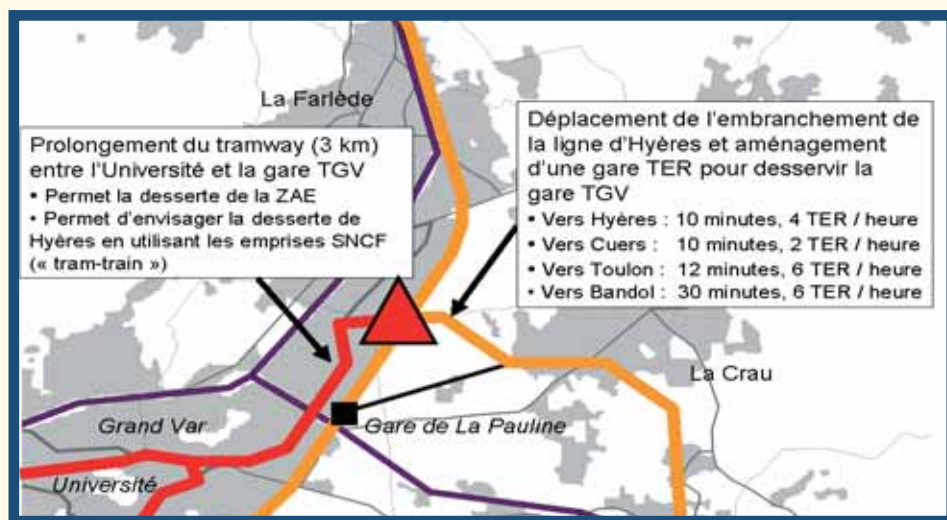 La Farlède
Prolongement du tramway (3 km)
entre l'Université et la gare TGV
• Permet la desserte de la ZAE
• Permet d'envisager la desserte de
Hyères en utilisant les emprises SNCF
(« tram-train »)
Déplacement de l'embranchement de
la ligne d'Hyères et aménagement
d'une gare TER pour desservir la
gare TGV
• Vers Hyères : 10 minutes, 4 TER / heure
• Vers Cuers : 10 minutes, 2 TER / heure
• Vers Toulon : 12 minutes, 6 TER / heure
• Vers Bandol : 30 minutes, 6 TER / heure
La Crau
Grand Var
Gare de La Pauline
Université